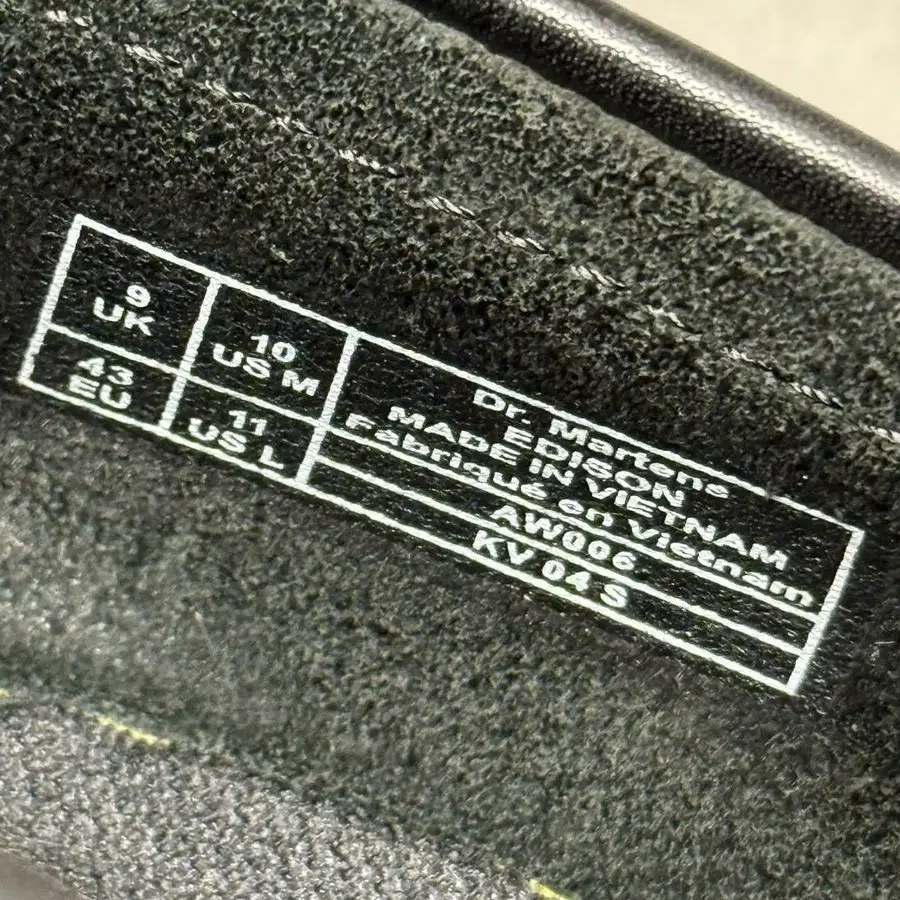 9
UK
43
EU
10
US M
11
US L
Dr. Martens
EDISON
MADE IN VIETNAM
Fabriqué en Vietnam
AW006
KV 04 S